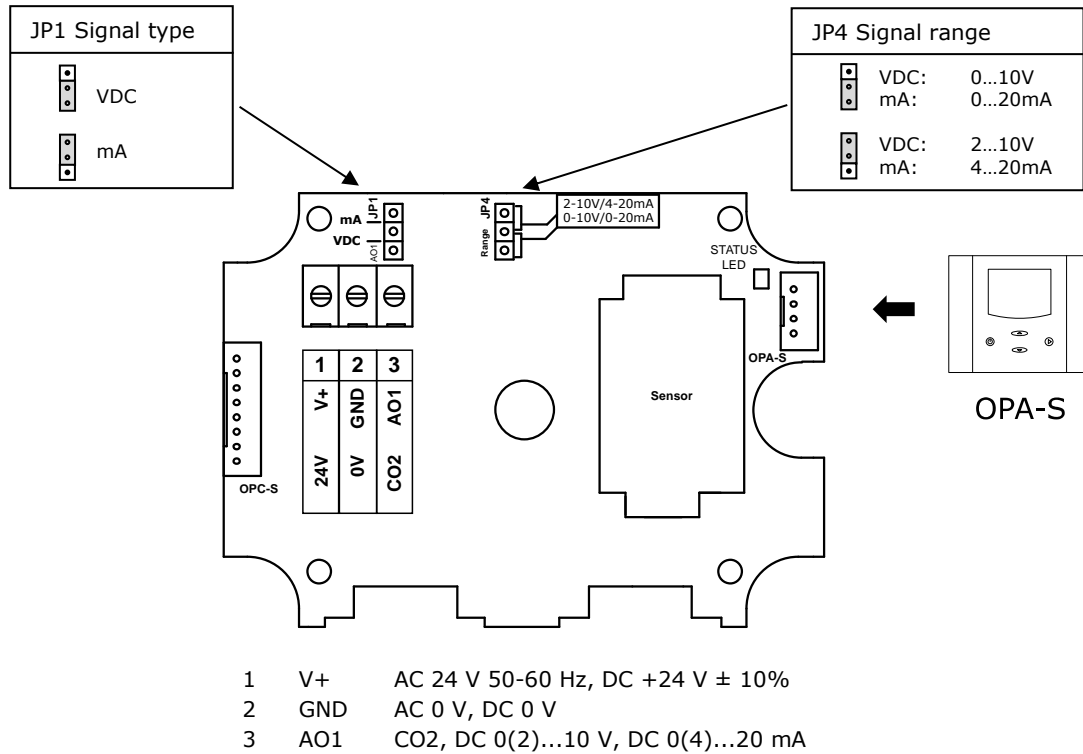 JP1 Signal type
VDC
mA
JP4 Signal range
VDC: 0...10V
mA: 0...20mA
VDC: 2...10V
mA: 4...20mA
JP1
mA
VDC
AO1
JP4
Range
2-10V/4-20mA
0-10V/0-20mA
STATUS
LED
OPA-S
OPA-S
1 2 3
V+ GND AO1
24V 0V CO2
OPC-S
Sensor
1 V+ AC 24 V 50-60 Hz, DC +24 V ± 10%
2 GND AC 0 V, DC 0 V
3 AO1 CO2, DC 0(2)...10 V, DC 0(4)...20 mA